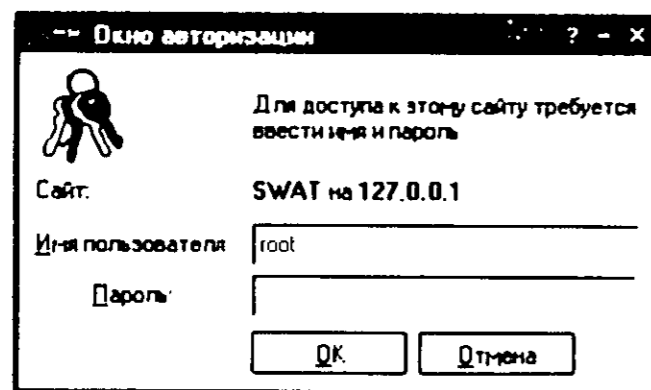 Окно авторизации ? - ×
Для доступа к этому сайту требуется
ввести имя и пароль
Сайт: SWAT на 127.0.0.1
Имя пользователя root
Пароль:
OK Отмена